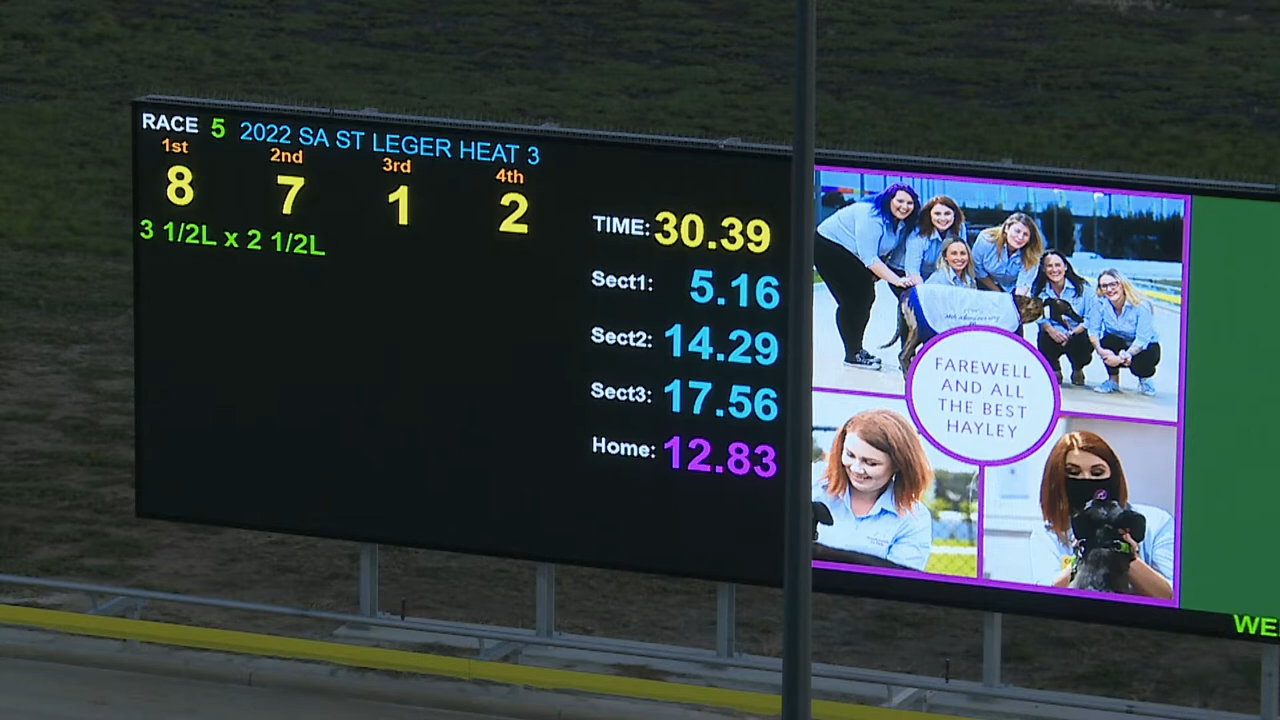 RACE 5 2022 SA ST LEGER HEAT 3
1st 2nd 3rd 4th
8 7 1 2
3 1/2L x 2 1/2L
TIME: 30.39
Sect1: 5.16
Sect2: 14.29
Sect3: 17.56
Home: 12.83
FAREWELL
AND ALL
THE BEST
HAYLEY
WE